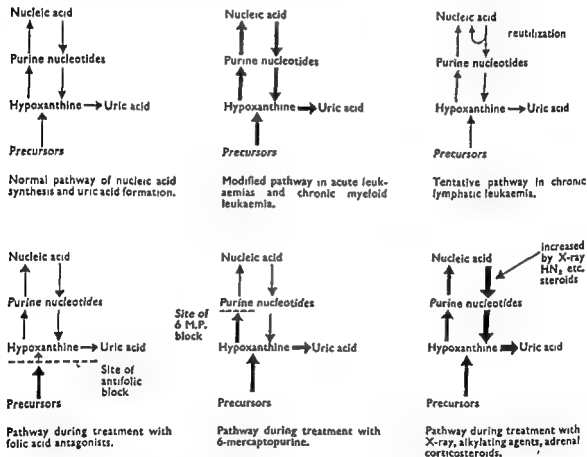 Nucleic acid
Purine nucleotides
Hypoxanthine → Uric acid
Precursors
Normal pathway of nucleic acid
synthesis and uric acid formation.
Nucleic acid
Purine nucleotides
Hypoxanthine → Uric acid
Precursors
Modified pathway in acute leuk-
aemias and chronic myeloid
leukaemia.
Nucleic acid
reutilization
Purine nucleotides
Hypoxanthine → Uric acid
Precursors
Tentative pathway in chronic
lymphatic leukaemia.
Nucleic acid
Purine nucleotides
Hypoxanthine → Uric acid
Site of
antifolic
block
Precursors
Pathway during treatment with
folic acid antagonists.
Nucleic acid
Site of
6 M.P.
block
Purine nucleotides
Hypoxanthine → Uric acid
Precursors
Pathway during treatment with
6-mercaptopurine.
Nucleic acid
increased
by X-ray
HN₂ etc.
steroids
Purine nucleotides
Hypoxanthine → Uric acid
Precursors
Pathway during treatment with
X-ray, alkylating agents, adrenal
corticosteroids.